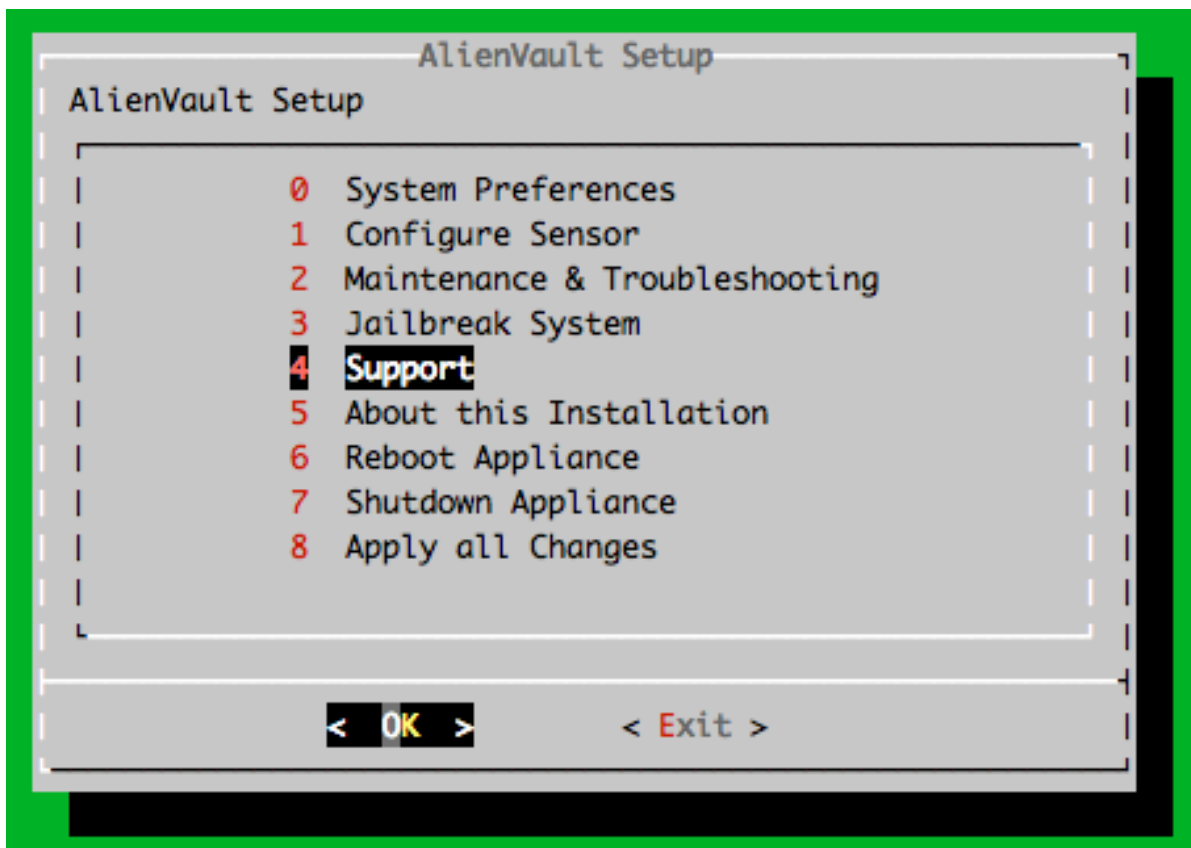 AlienVault Setup
AlienVault Setup
0 System Preferences
1 Configure Sensor
2 Maintenance & Troubleshooting
3 Jailbreak System
4 Support
5 About this Installation
6 Reboot Appliance
7 Shutdown Appliance
8 Apply all Changes
< OK > < Exit >